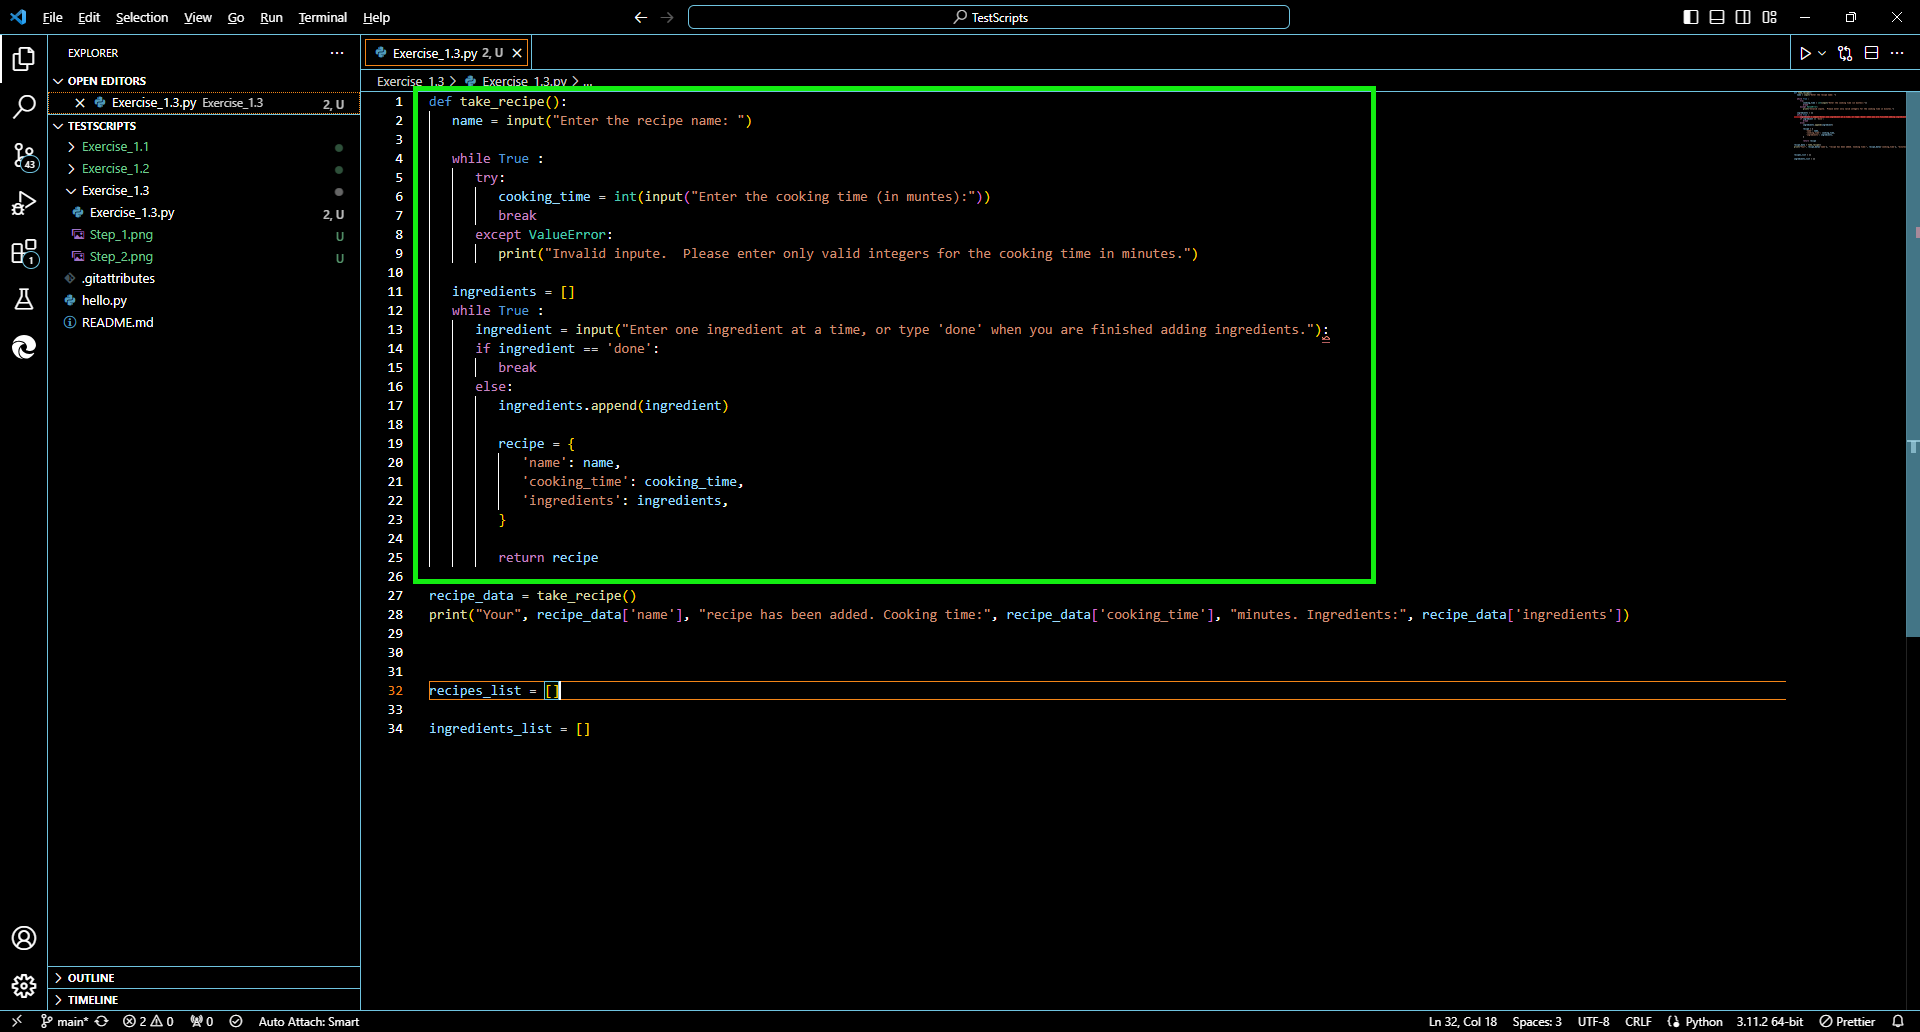 File Edit Selection View Go Run Terminal Help
TestScripts
EXPLORER
OPEN EDITORS
Exercise_1.3.py Exercise_1.3 2, U
TESTSCRIPTS
Exercise_1.1
Exercise_1.2
Exercise_1.3
Exercise_1.3.py 2, U
Step_1.png U
Step_2.png U
.gitattributes
hello.py
README.md
43
1
OUTLINE
TIMELINE
Exercise_1.3.py 2, U
Exercise_1.3 > Exercise_1.3.py > ...
1 def take_recipe():
2 name = input("Enter the recipe name: ")
3
4 while True :
5 try:
6 cooking_time = int(input("Enter the cooking time (in muntes):"))
7 break
8 except ValueError:
9 print("Invalid inpute.  Please enter only valid integers for the cooking time in minutes.")
10
11 ingredients = []
12 while True :
13 ingredient = input("Enter one ingredient at a time, or type 'done' when you are finished adding ingredients."):
14 if ingredient == 'done':
15 break
16 else:
17 ingredients.append(ingredient)
18
19 recipe = {
20 'name': name,
21 'cooking_time': cooking_time,
22 'ingredients': ingredients,
23 }
24
25 return recipe
26
27 recipe_data = take_recipe()
28 print("Your", recipe_data['name'], "recipe has been added. Cooking time:", recipe_data['cooking_time'], "minutes. Ingredients:", recipe_data['ingredients'])
29
30
31
32 recipes_list = []
33
34 ingredients_list = []
main* 2 0 0 Auto Attach: Smart Ln 32, Col 18 Spaces: 3 UTF-8 CRLF Python 3.11.2 64-bit Prettier